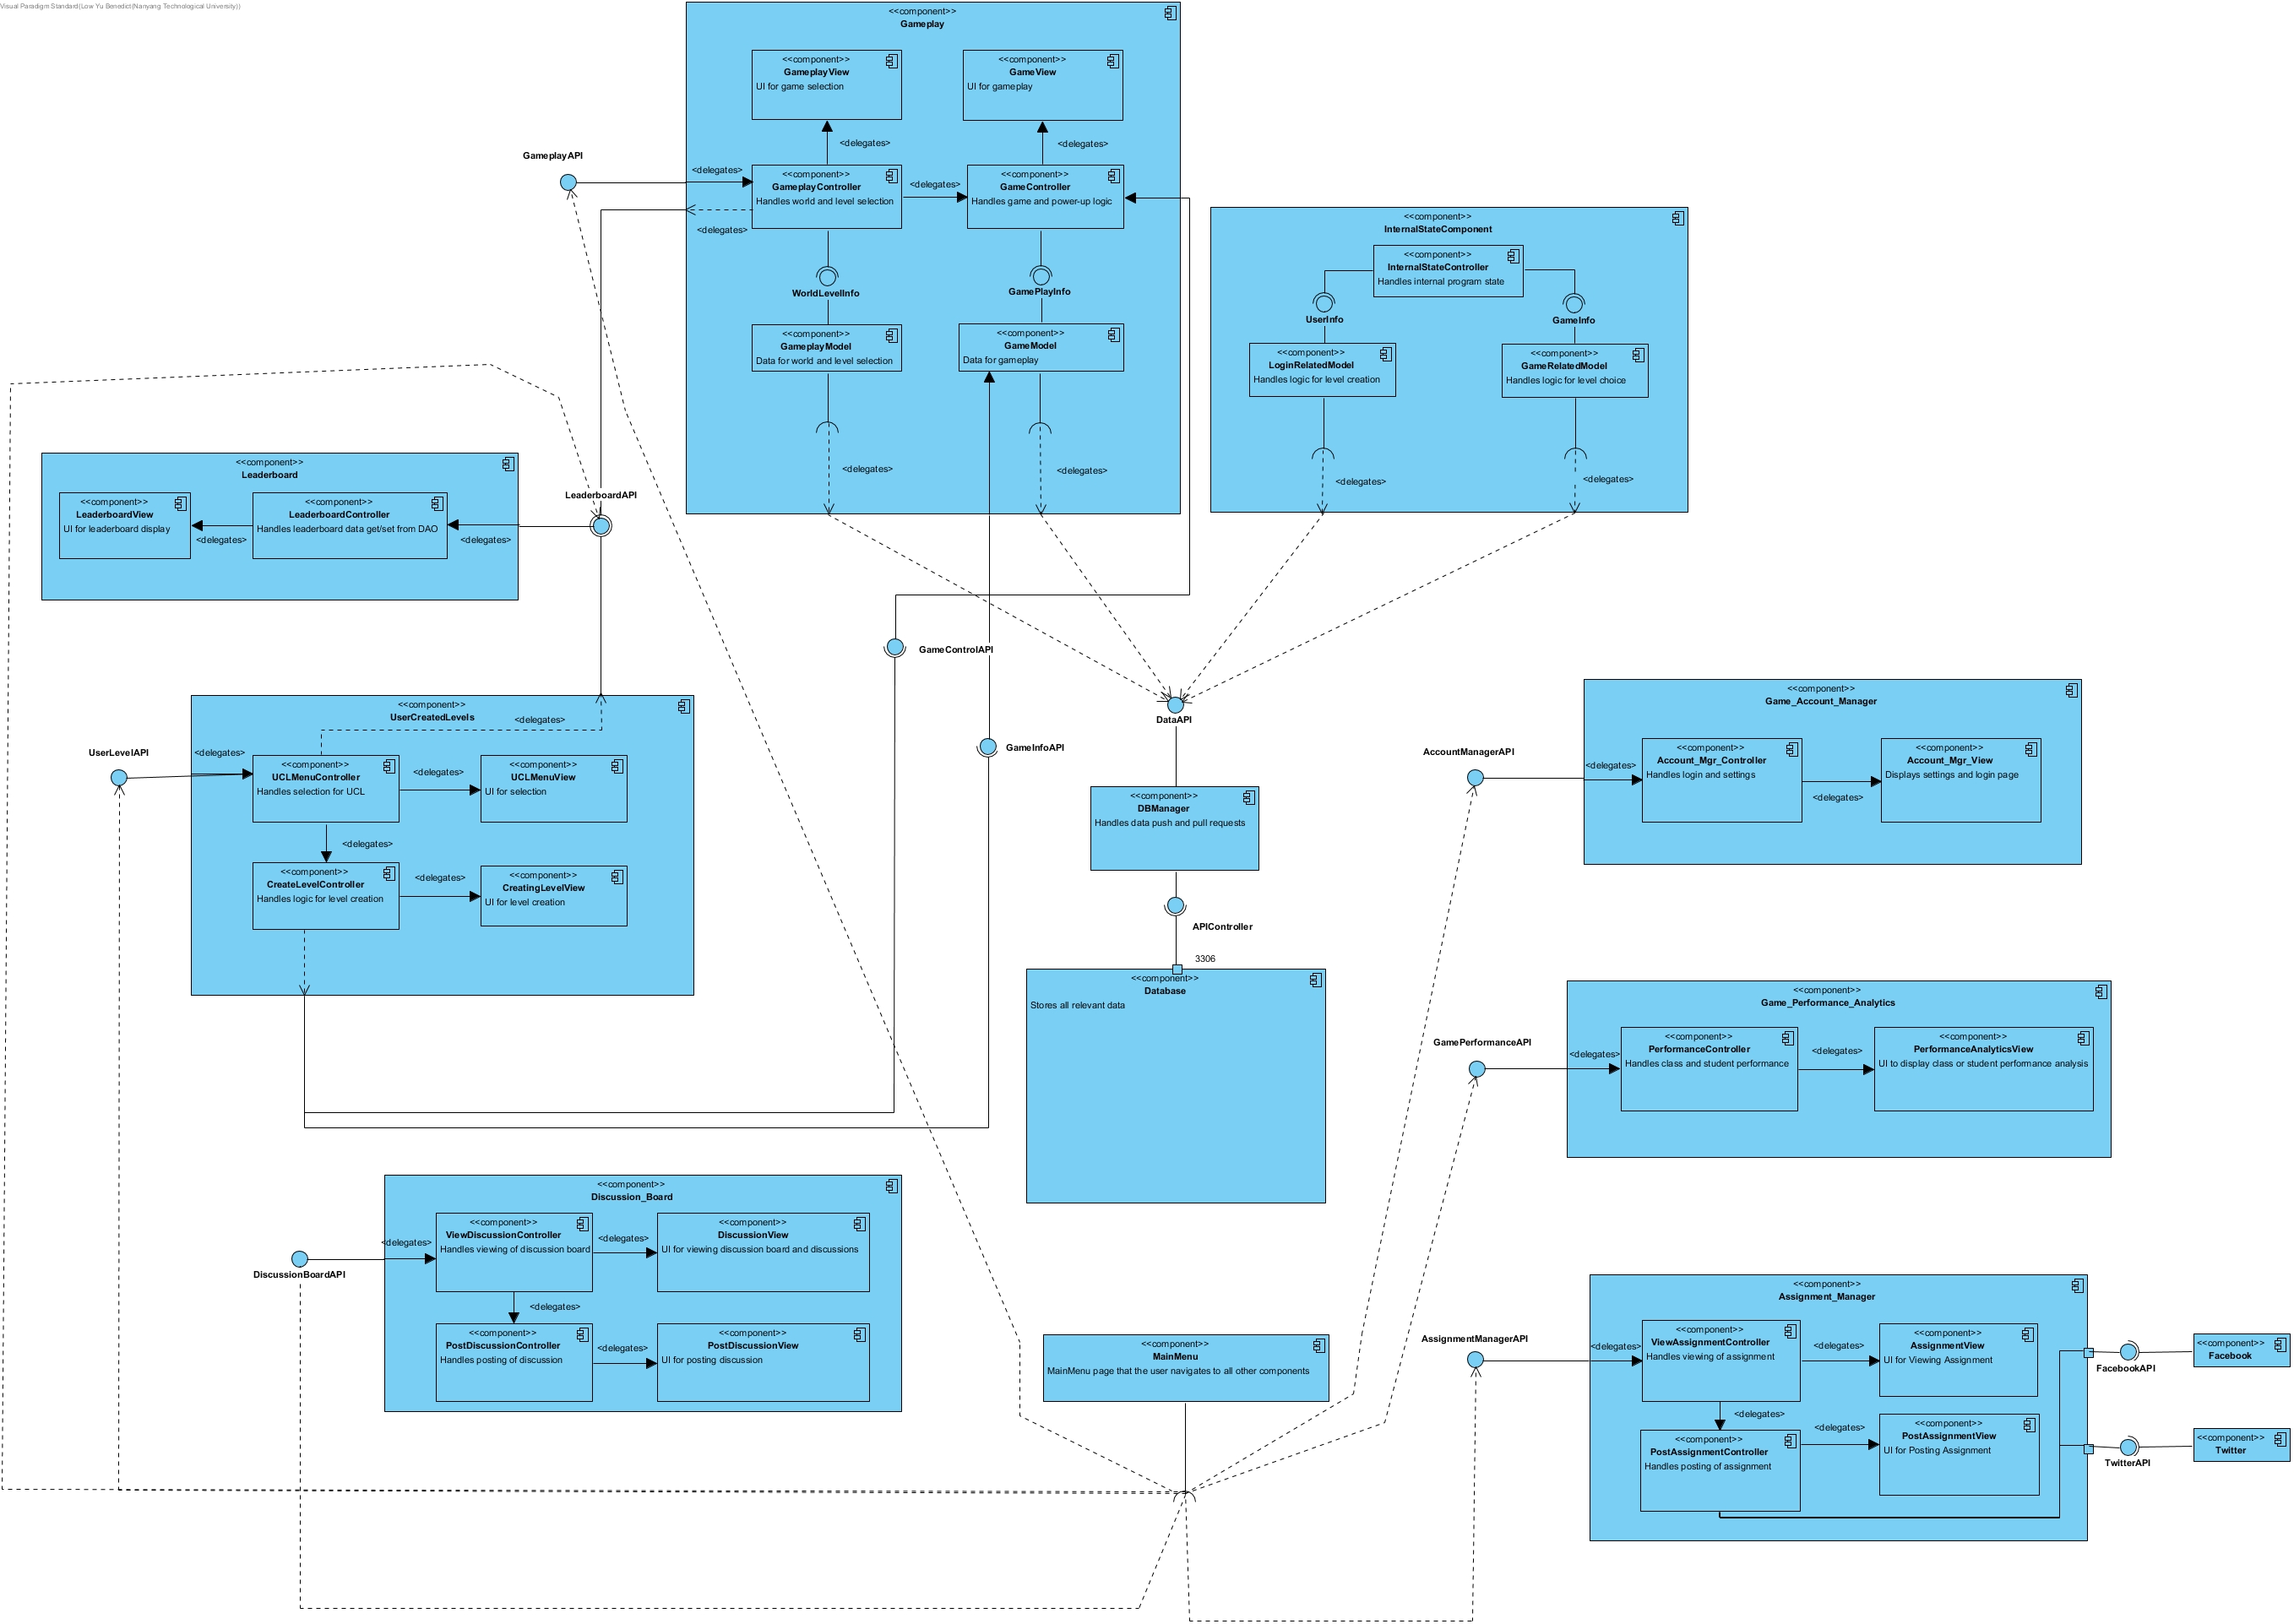 Visual Paradigm Standard(Low Yu Benedict(Nanyang Technological University))
<<component>>
Gameplay
<<component>>
GameplayView
UI for game selection
<<component>>
GameView
UI for gameplay
<delegates>
<delegates>
GameplayAPI
<delegates>
<<component>>
GameplayController
Handles world and level selection
<delegates>
<<component>>
GameController
Handles game and power-up logic
<delegates>
WorldLevelInfo
GamePlayInfo
<<component>>
GameplayModel
Data for world and level selection
<<component>>
GameModel
Data for gameplay
<delegates>
<delegates>
<<component>>
InternalStateComponent
<<component>>
InternalStateController
Handles internal program state
UserInfo
GameInfo
<<component>>
LoginRelatedModel
Handles logic for level creation
<<component>>
GameRelatedModel
Handles logic for level choice
<delegates>
<delegates>
<<component>>
Leaderboard
<<component>>
LeaderboardView
UI for leaderboard display
<delegates>
<<component>>
LeaderboardController
Handles leaderboard data get/set from DAO
<delegates>
LeaderboardAPI
GameControlAPI
GameInfoAPI
DataAPI
<<component>>
UserCreatedLevels
<delegates>
UserLevelAPI
<delegates>
<<component>>
UCLMenuController
Handles selection for UCL
<delegates>
<<component>>
UCLMenuView
UI for selection
<delegates>
<<component>>
CreateLevelController
Handles logic for level creation
<delegates>
<<component>>
CreatingLevelView
UI for level creation
<<component>>
DBManager
Handles data push and pull requests
APIController
3306
<<component>>
Database
Stores all relevant data
<<component>>
Game_Account_Manager
AccountManagerAPI
<delegates>
<<component>>
Account_Mgr_Controller
Handles login and settings
<delegates>
<<component>>
Account_Mgr_View
Displays settings and login page
<<component>>
Game_Performance_Analytics
GamePerformanceAPI
<delegates>
<<component>>
PerformanceController
Handles class and student performance
<delegates>
<<component>>
PerformanceAnalyticsView
UI to display class or student performance analysis
<<component>>
Discussion_Board
DiscussionBoardAPI
<delegates>
<<component>>
ViewDiscussionController
Handles viewing of discussion board
<delegates>
<<component>>
DiscussionView
UI for viewing discussion board and discussions
<delegates>
<<component>>
PostDiscussionController
Handles posting of discussion
<delegates>
<<component>>
PostDiscussionView
UI for posting discussion
<<component>>
MainMenu
MainMenu page that the user navigates to all other components
<<component>>
Assignment_Manager
AssignmentManagerAPI
<delegates>
<<component>>
ViewAssignmentController
Handles viewing of assignment
<delegates>
<<component>>
AssignmentView
UI for Viewing Assignment
<delegates>
<<component>>
PostAssignmentController
Handles posting of assignment
<delegates>
<<component>>
PostAssignmentView
UI for Posting Assignment
FacebookAPI
<<component>>
Facebook
TwitterAPI
<<component>>
Twitter